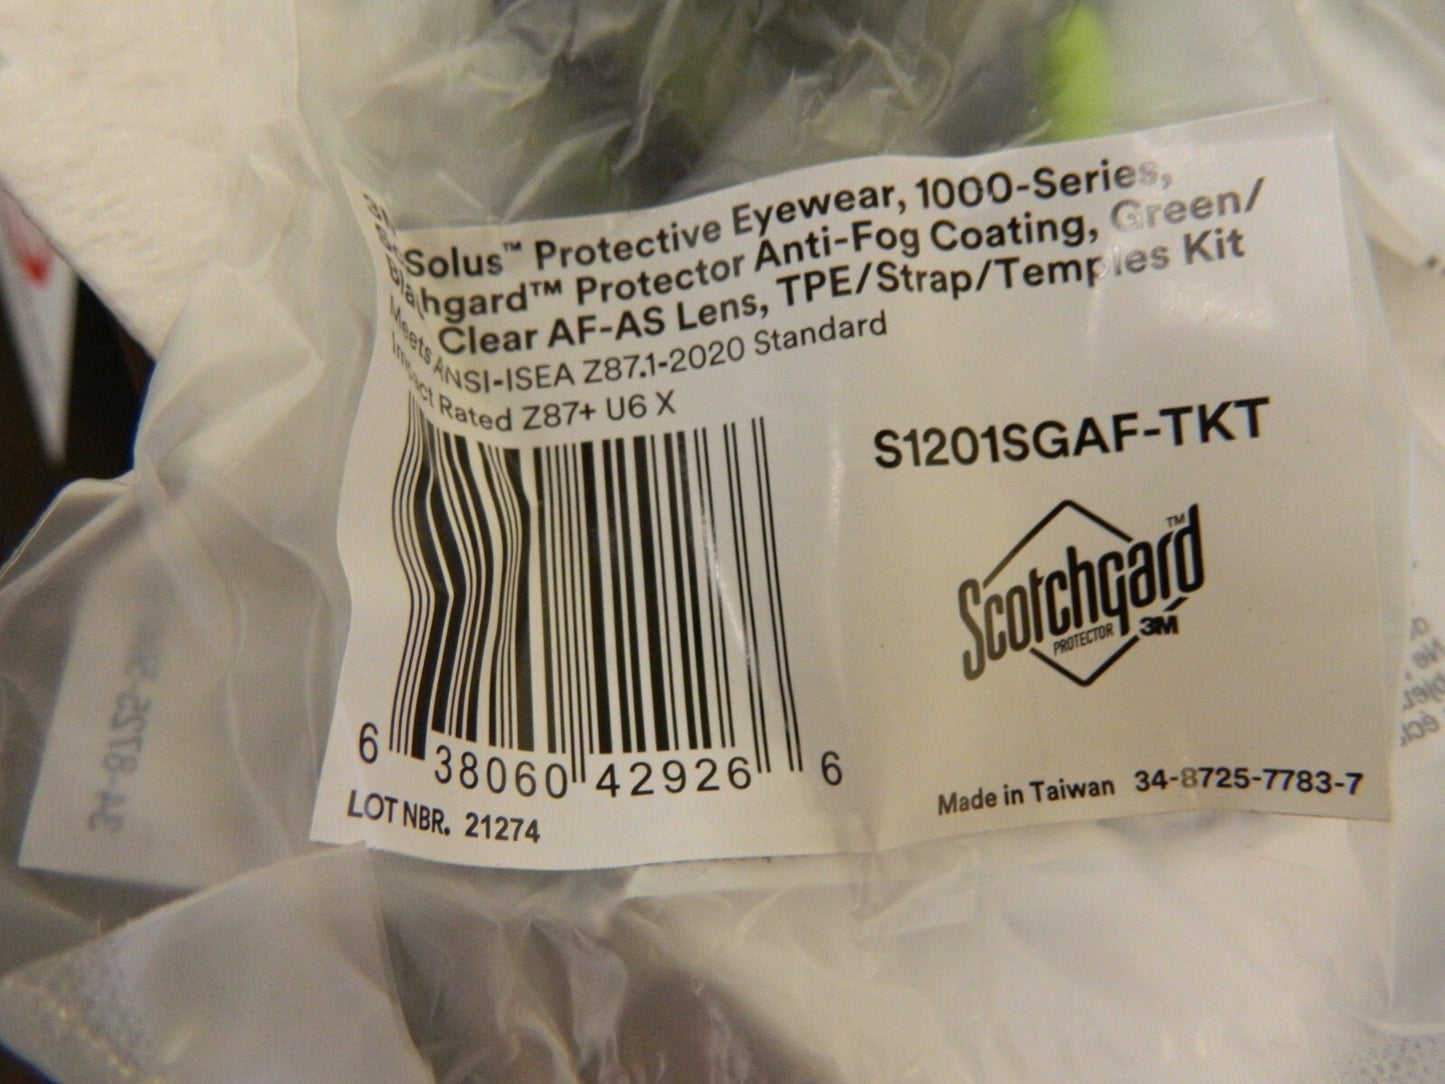 Solus™ Protective Eyewear, 1000-Series,
Protector Anti-Fog Coating, Green/
Clear AF-AS Lens, TPE/Strap/Temples Kit
Meets ANSI-ISEA Z87.1-2020 Standard
Impact Rated Z87+ U6 X
S1201SGAF-TKT
Scotchgard™
PROTECTOR 3M
6 38060 42926 6
LOT NBR. 21274
Made in Taiwan 34-8725-7783-7